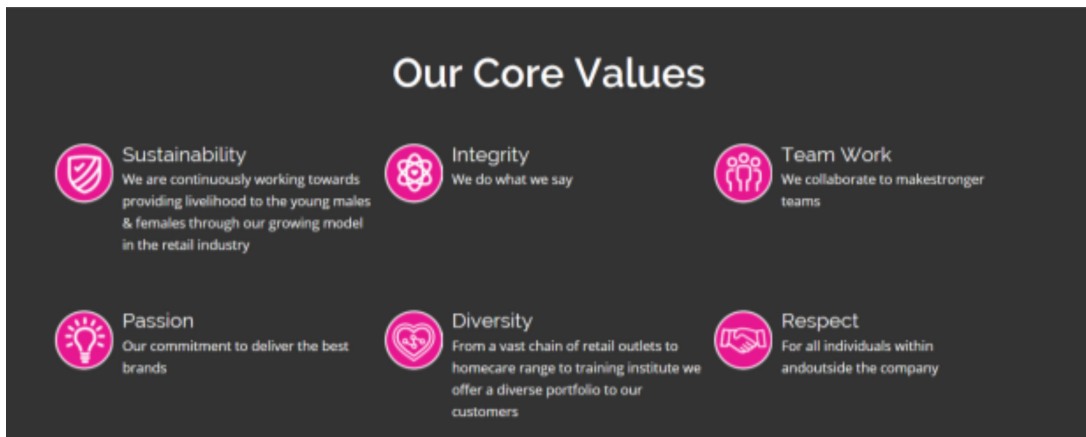 Our Core Values
Sustainability
We are continuously working towards
providing livelihood to the young males
& females through our growing model
in the retail industry
Integrity
We do what we say
Team Work
We collaborate to makestronger
teams
Passion
Our commitment to deliver the best
brands
Diversity
From a vast chain of retail outlets to
homecare range to training institute we
offer a diverse portfolio to our
customers
Respect
For all individuals within
andoutside the company